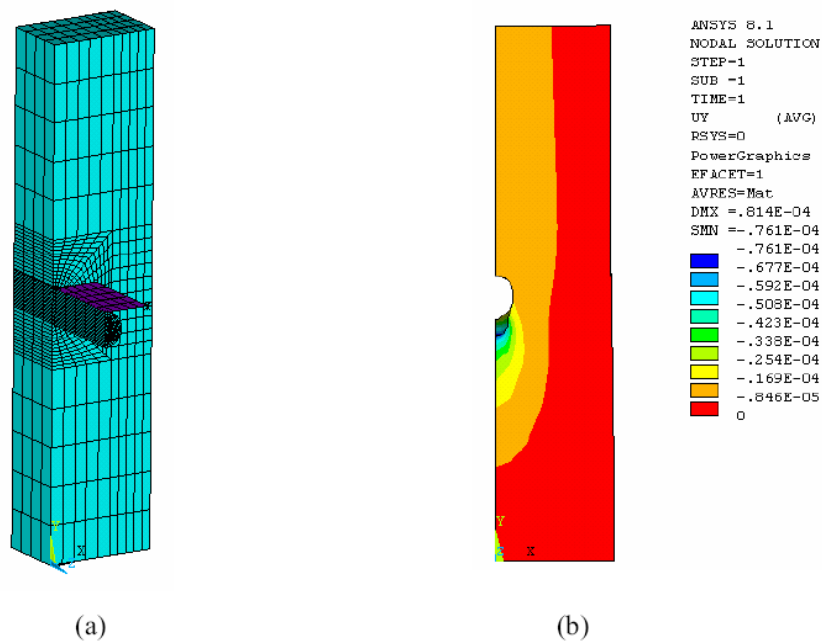 ANSYS 8.1
NODAL SOLUTION
STEP=1
SUB =1
TIME=1
UY (AVG)
RSYS=0
PowerGraphics
EFACET=1
AVRES=Mat
DMX =.814E-04
SMN =-.761E-04
-.761E-04
-.677E-04
-.592E-04
-.508E-04
-.423E-04
-.338E-04
-.254E-04
-.169E-04
-.846E-05
0
Y
X
Z
Y
X
(a)
(b)